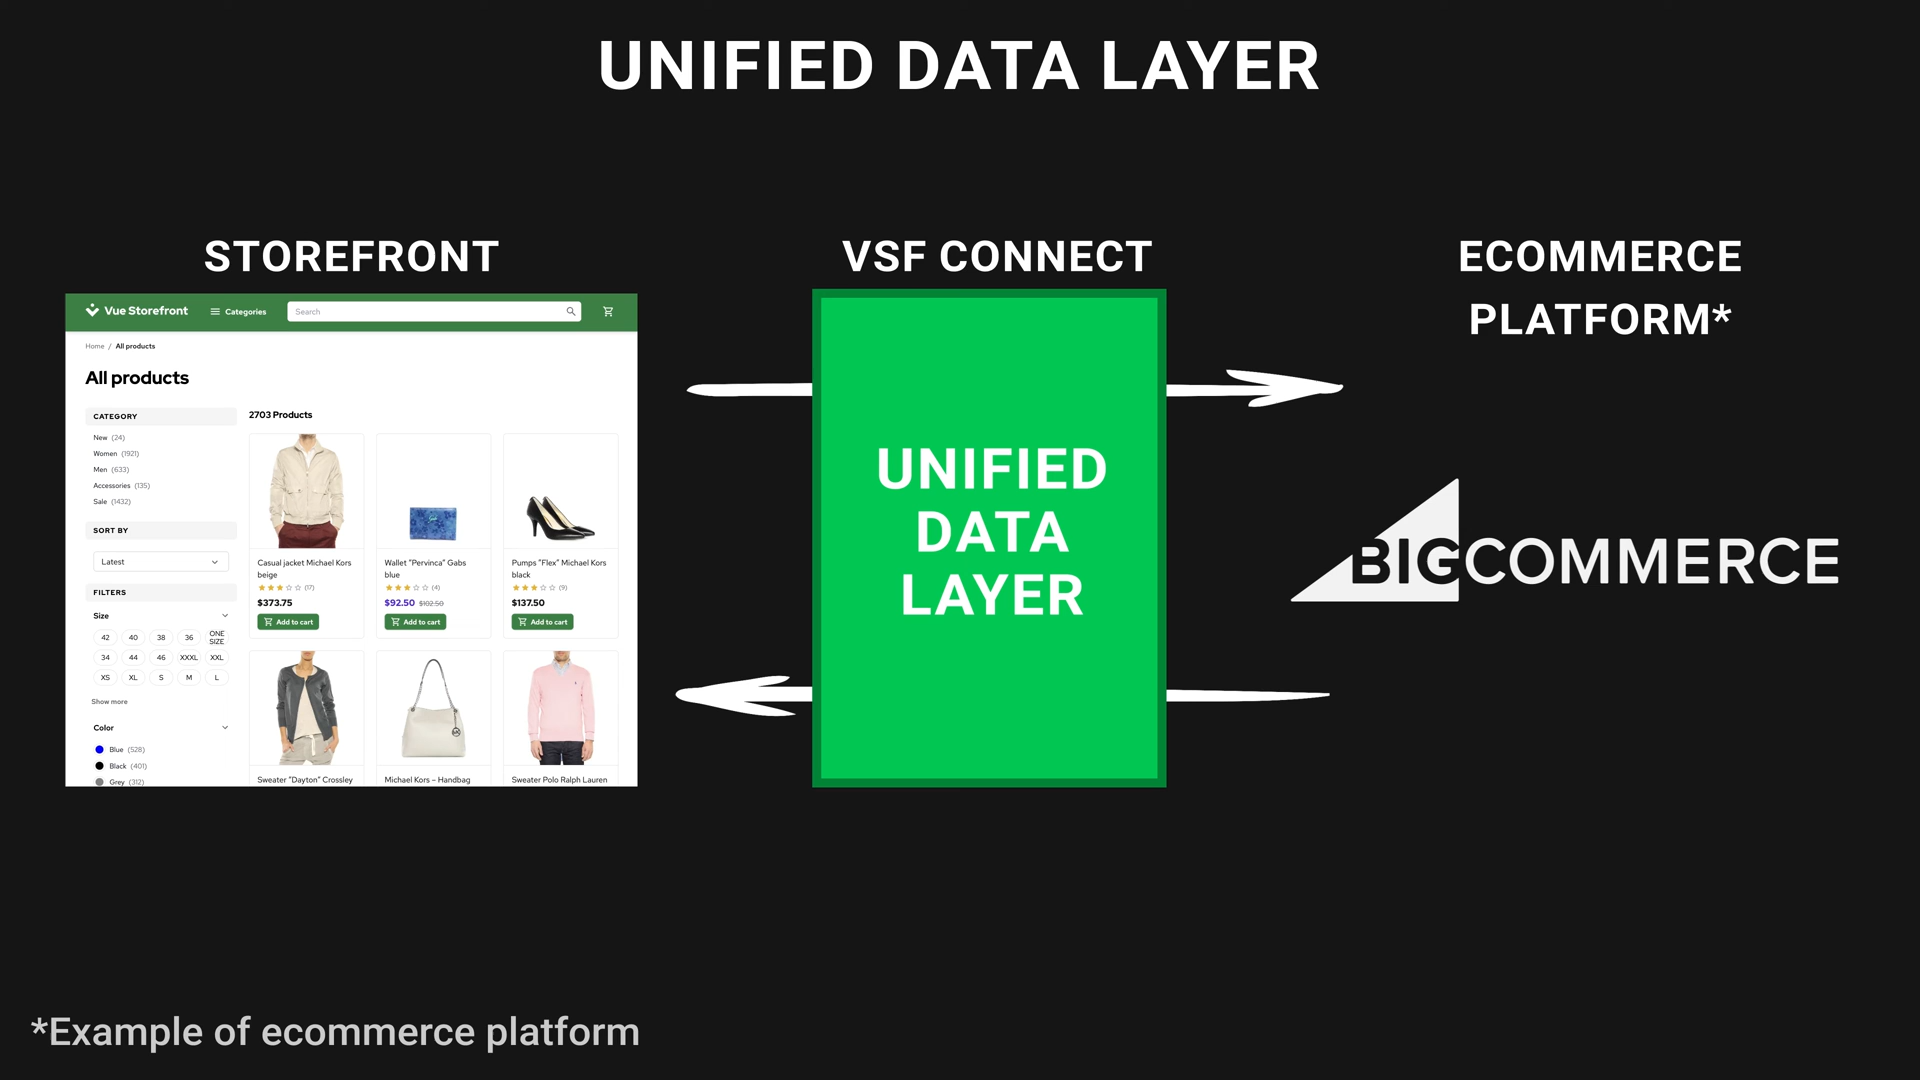 UNIFIED DATA LAYER
STOREFRONT
VSF CONNECT
ECOMMERCE
PLATFORM*
Vue Storefront
Categories
Search
Home / All products
All products
CATEGORY
New (24)
Women (1921)
Men (633)
Accessories (135)
Sale (1432)
SORT BY
Latest
FILTERS
Size
42 40 38 36 ONE SIZE
34 44 46 XXXL XXL
XS XL S M L
Show more
Color
Blue (528)
Black (401)
Grey (312)
2703 Products
Casual jacket Michael Kors
beige
(17)
$373.75
Add to cart
Wallet "Pervinca" Gabs
blue
(4)
$92.50 $102.50
Add to cart
Pumps "Flex" Michael Kors
black
(9)
$137.50
Add to cart
Sweater "Dayton" Crossley
Michael Kors – Handbag
Sweater Polo Ralph Lauren
UNIFIED
DATA
LAYER
BIGCOMMERCE
*Example of ecommerce platform